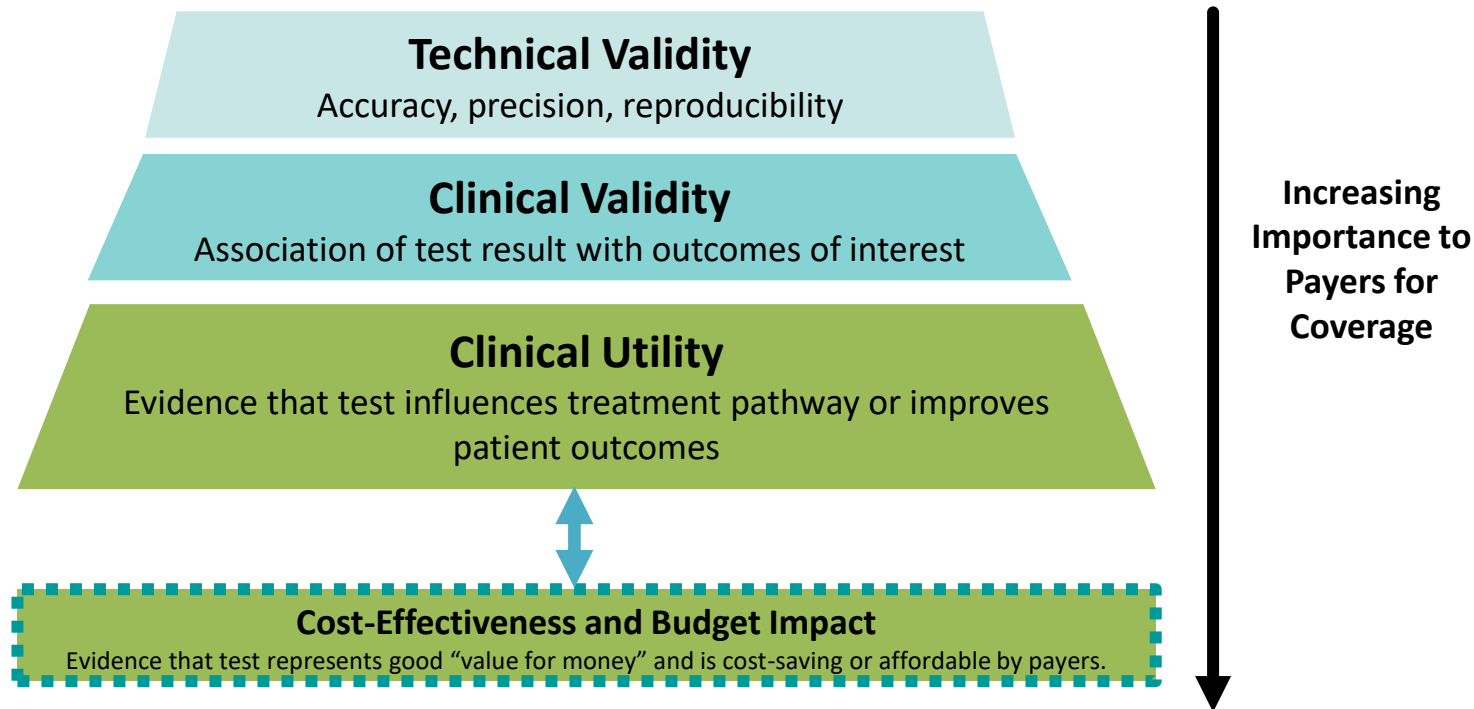 Technical Validity
Accuracy, precision, reproducibility
Clinical Validity
Association of test result with outcomes of interest
Clinical Utility
Evidence that test influences treatment pathway or improves
patient outcomes
Cost-Effectiveness and Budget Impact
Evidence that test represents good “value for money” and is cost-saving or affordable by payers.
Increasing
Importance to
Payers for
Coverage